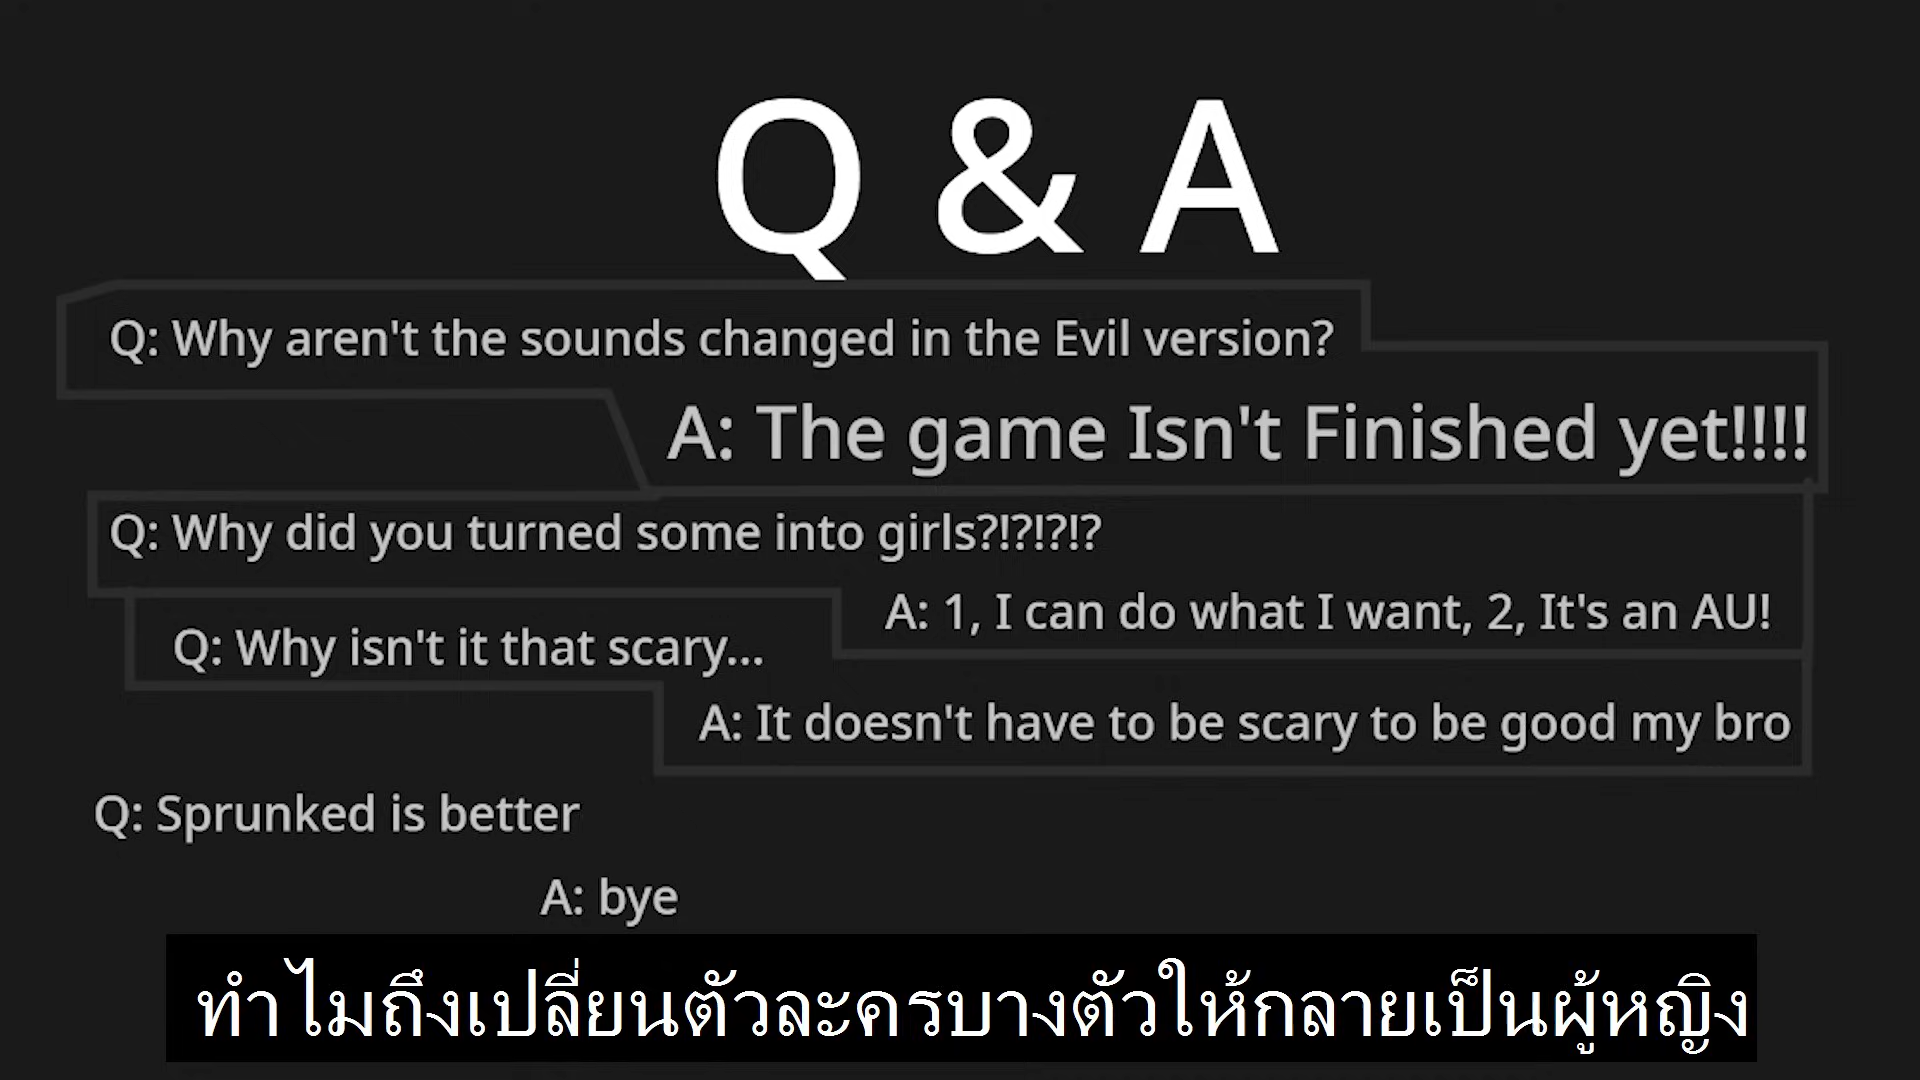 Q & A
Q: Why aren't the sounds changed in the Evil version?
A: The game Isn't Finished yet!!!!
Q: Why did you turned some into girls?!?!?!?
A: 1, I can do what I want, 2, It's an AU!
Q: Why isn't it that scary...
A: It doesn't have to be scary to be good my bro
Q: Sprunked is better
A: bye
ทำไมถึงเปลี่ยนตัวละครบางตัวให้กลายเป็นผู้หญิง